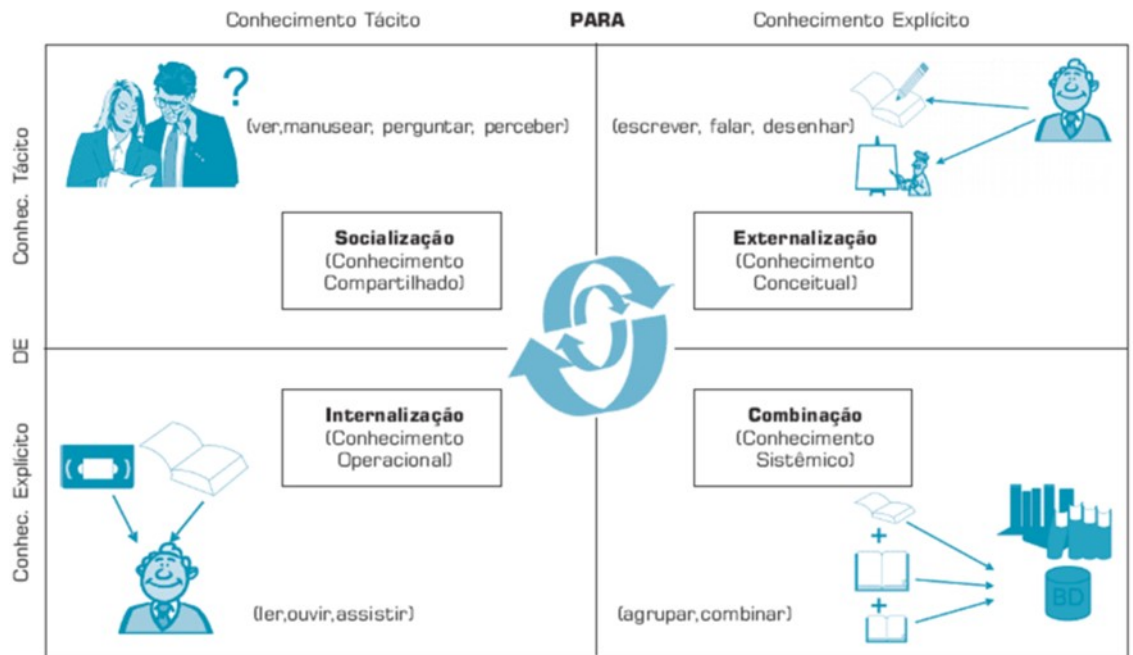 Conhecimento Tácito PARA Conhecimento Explícito
Conhec. Tácito
DE
Conhec. Explícito
?
(ver,manusear, perguntar, perceber)
(escrever, falar, desenhar)
Socialização
(Conhecimento
Compartilhado)
Externalização
(Conhecimento
Conceitual)
Internalização
(Conhecimento
Operacional)
Combinação
(Conhecimento
Sistêmico)
+
+
BD
(ler,ouvir,assistir)
(agrupar,combinar)